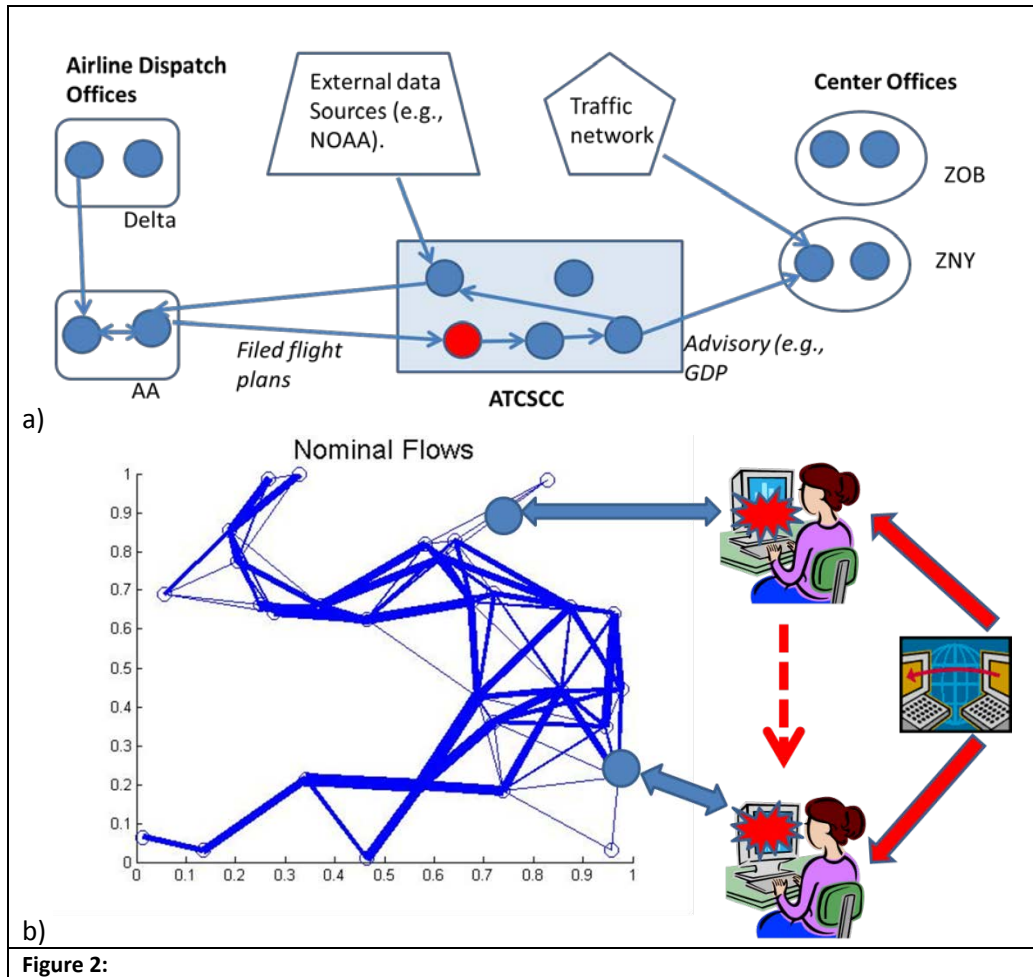 Airline Dispatch
Offices
External data
Sources (e.g.,
NOAA).
Traffic
network
Center Offices
Delta
ZOB
ZNY
AA
Filed flight
plans
ATCSCC
Advisory (e.g.,
GDP
a)
Nominal Flows
1
0.9
0.8
0.7
0.6
0.5
0.4
0.3
0.2
0.1
0
0
0.1
0.2
0.3
0.4
0.5
0.6
0.7
0.8
0.9
1
b)
Figure 2: